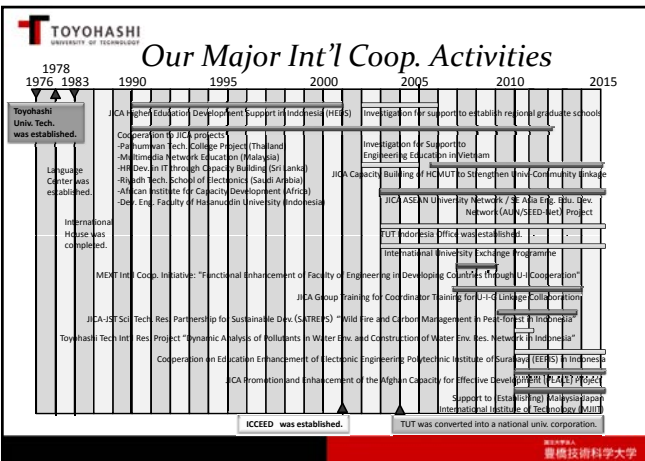 TOYOHASHI
UNIVERSITY OF TECHNOLOGY
Our Major Int'l Coop. Activities
1978
1976 1983 1990 1995 2000 2005 2010 2015
Toyohashi
Univ. Tech.
was established.
JICA Higher Education Development Support in Indonesia (HEDS)
Investigation for support to establish regional graduate schools
Cooperation to JICA projects
-Pathumwan Tech. College Project (Thailand)
-Multimedia Network Education (Malaysia)
-HR Dev. in IT through Capacity Building (Sri Lanka)
-Riyadh Tech. School of Electronics (Saudi Arabia)
-African Institute for Capacity Development (Africa)
-Dev. Eng. Faculty of Hasanuddin University (Indonesia)
Investigation for Support to
Engineering Education in Vietnam
Language
Center was
established.
JICA Capacity Building of HCMUT to Strengthen Univ-Community Linkage
JICA ASEAN University Network / SE Asia Eng. Edu. Dev.
Network (AUN/SEED-Net) Project
International
House was
completed.
TUT Indonesia Office was established.
International University Exchange Programme
MEXT Int'l Coop. Initiative: "Functional Enhancement of Faculty of Engineering in Developing Countries through U-I Cooperation"
JICA Group Training for Coordinator Training for U-I-G Linkage Collaboration
JICA-JST Sci. Tech. Res. Partnership for Sustainable Dev. (SATREPS) "Wild Fire and Carbon Management in Peat-forest in Indonesia"
Toyohashi Tech Int'l Res. Project "Dynamic Analysis of Pollutants in Water Env. and Construction of Water Env. Res. Network in Indonesia"
Cooperation on Education Enhancement of Electronic Engineering Polytechnic Institute of Surabaya (EEPIS) in Indonesia
JICA Promotion and Enhancement of the Afghan Capacity for Effective Development (PEACE) Project
Support to (Establishing) Malaysia-Japan
International Institute of Technology (MJIIT)
ICCEED was established.
TUT was converted into a national univ. corporation.
国立大学法人
豊橋技術科学大学